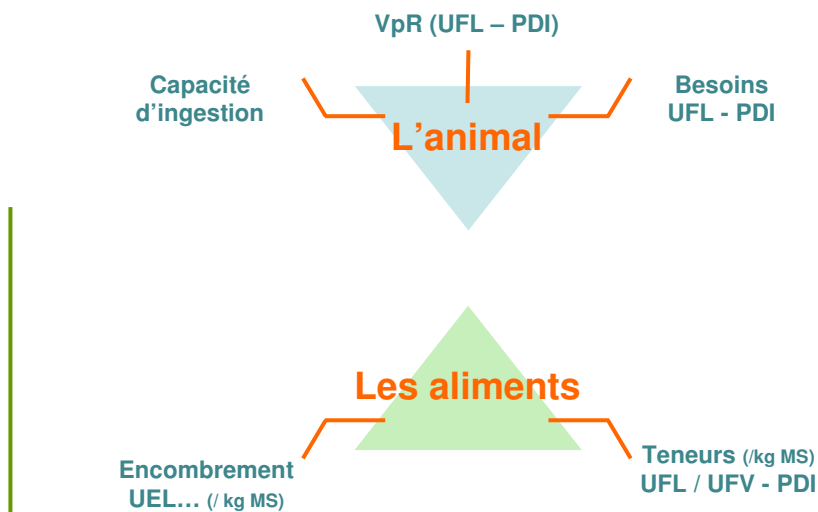 VpR (UFL – PDI)
Capacité
d’ingestion
Besoins
UFL - PDI
L’animal
Les aliments
Encombrement
UEL... (/ kg MS)
Teneurs (/kg MS)
UFL / UFV - PDI